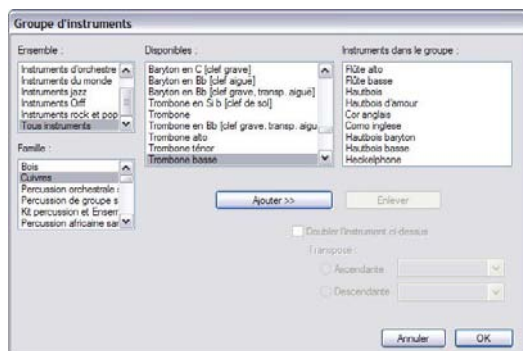 Groupe d'instruments
Ensemble :
Instruments d'orchestre
Instruments du monde
Instruments jazz
Instruments Orff
Instruments rock et pop
Tous instruments
Famille :
Bois
Cuivres
Percussion orchestrale
Percussion de groupe s
Kit percussion et Ensem
Percussion africaine sa
Disponibles :
Baryton en C [clef grave]
Baryton en Bb [clef aiguë]
Baryton en Bb [clef grave, transp. aiguë]
Trombone en Si b [clef de sol]
Trombone
Trombone en Bb [clef grave, transp. aigu
Trombone alto
Trombone ténor
Trombone basse
Instruments dans le groupe :
Flûte alto
Flûte basse
Hautbois
Hautbois d'amour
Cor anglais
Corno inglese
Hautbois baryton
Hautbois basse
Heckelphone
Ajouter >>
Enlever
Doubler l'instrument ci-dessus
Transposé :
Ascendante
Descendante
Annuler
OK